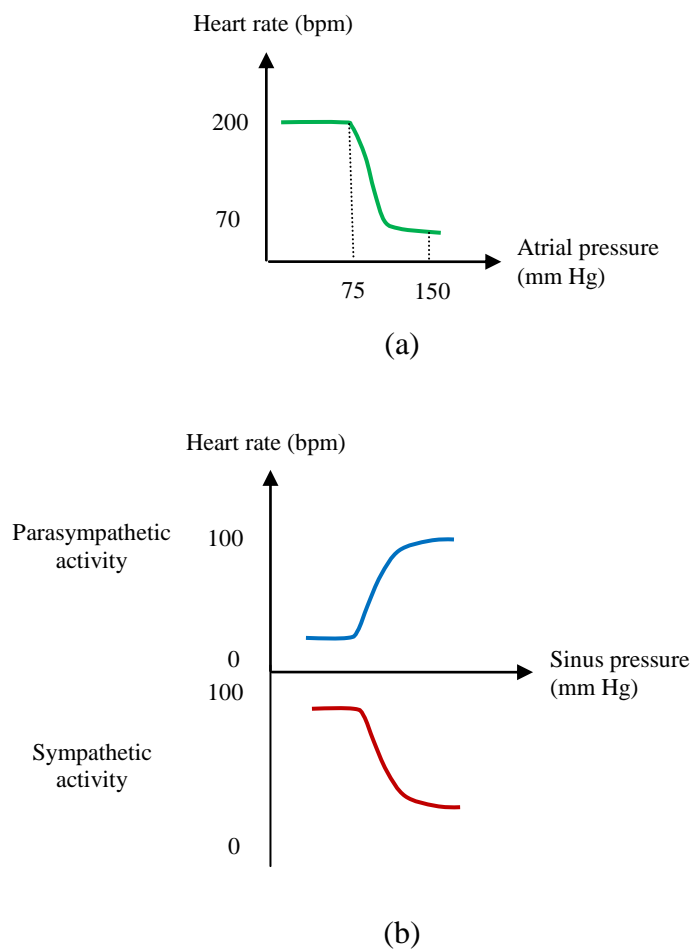 Heart rate (bpm)
200
70
Atrial pressure
(mm Hg)
75
150
(a)
Heart rate (bpm)
Parasympathetic
activity
100
0
Sinus pressure
(mm Hg)
100
Sympathetic
activity
0
(b)